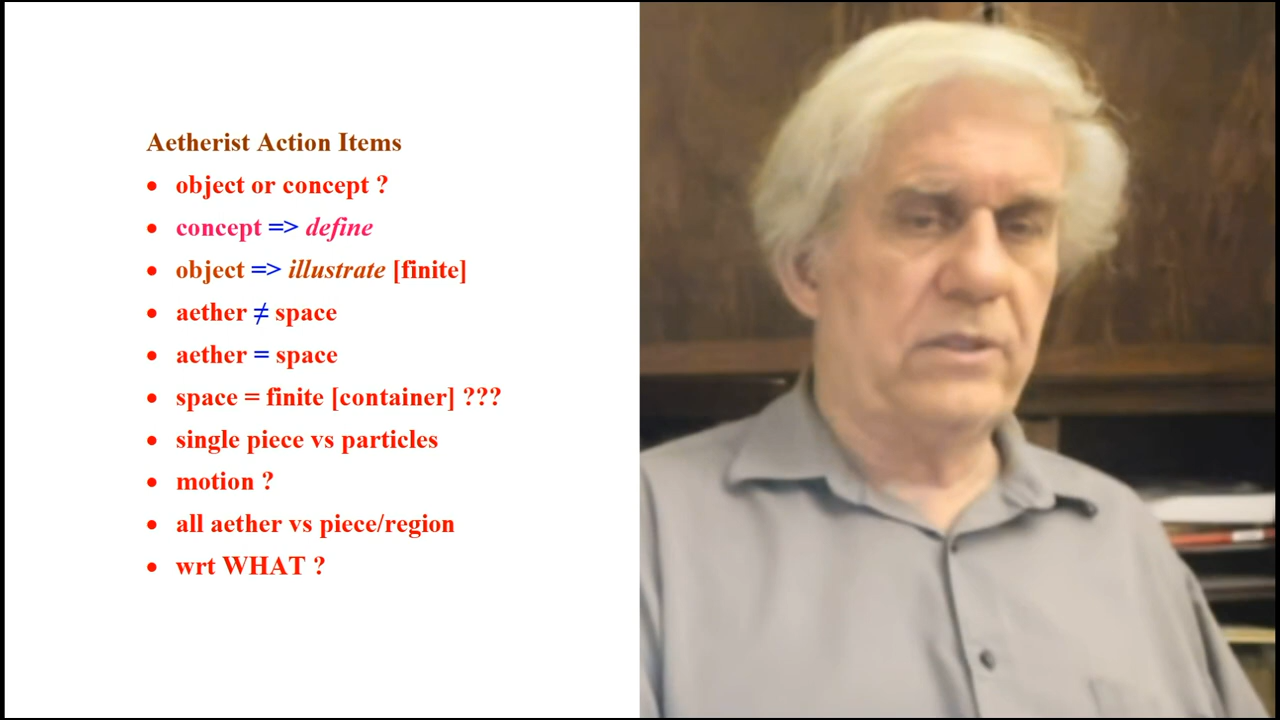 Aetherist Action Items
• object or concept ?
• concept => define
• object => illustrate [finite]
• aether ≠ space
• aether = space
• space = finite [container] ???
• single piece vs particles
• motion ?
• all aether vs piece/region
• wrt WHAT ?